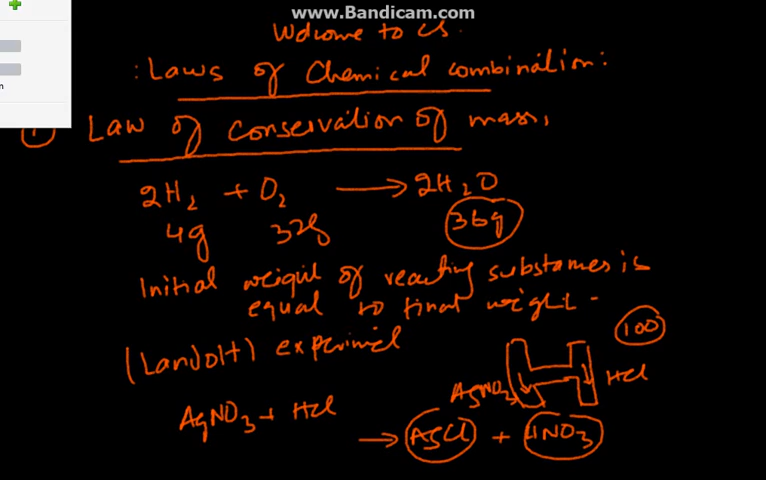 www.Bandicam.com
Welcome to CS.
: Laws of Chemical combination:
① Law of conservation of mass,
2H₂ + O₂ ⟶ 2H₂O
4g 32g 36g
Initial weight of reacting substances is
equal to final weight -
(Landolt) experiment
100
AgNO₃ HCl
AgNO₃ + HCl
⟶ AgCl + HNO₃